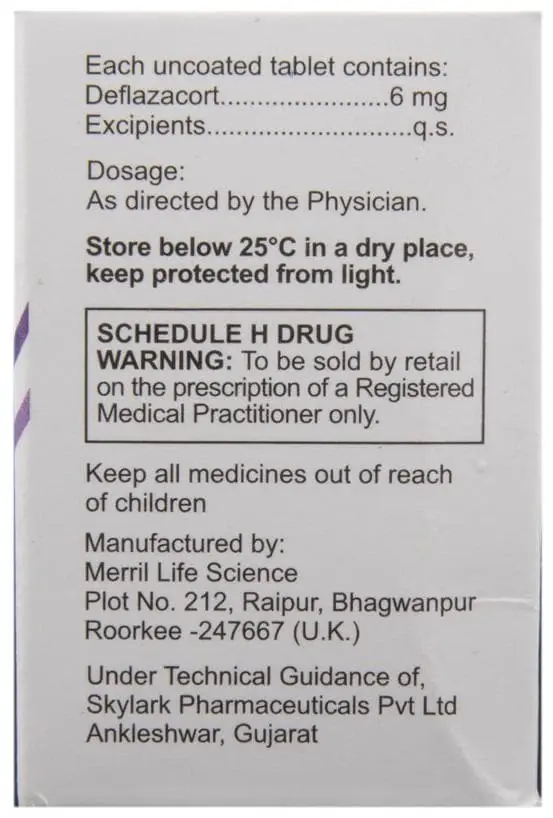 Each uncoated tablet contains:
Deflazacort.......................6 mg
Excipients............................q.s.
Dosage:
As directed by the Physician.
Store below 25°C in a dry place,
keep protected from light.
SCHEDULE H DRUG
WARNING: To be sold by retail
on the prescription of a Registered
Medical Practitioner only.
Keep all medicines out of reach
of children
Manufactured by:
Merril Life Science
Plot No. 212, Raipur, Bhagwanpur
Roorkee -247667 (U.K.)
Under Technical Guidance of,
Skylark Pharmaceuticals Pvt Ltd
Ankleshwar, Gujarat